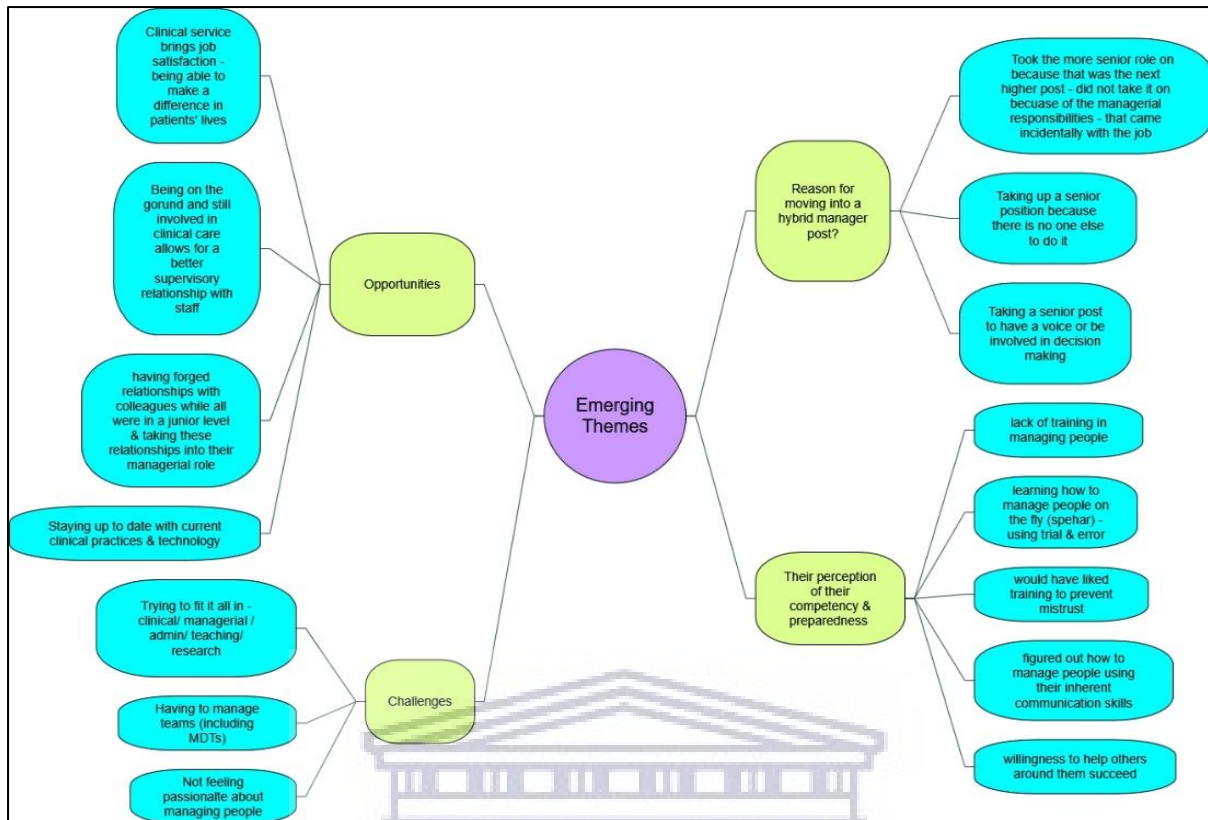 Clinical service
brings job
satisfaction -
being able to
make a
difference in
patients' lives
Being on the
gorund and still
involved in
clinical care
allows for a
better
supervisory
relationship with
staff
having forged
relationships with
colleagues while all
were in a junior level
& taking these
relationships into their
managerial role
Staying up to date with current
clinical practices & technology
Opportunities
Trying to fit it all in -
clinical/ managerial /
admin/ teaching/
research
Having to manage
teams (including
MDTs)
Not feeling
passionalte about
managing people
Challenges
Emerging
Themes
Reason for
moving into a
hybrid manager
post?
Took the more senior role on
because that was the next
higher post - did not take it on
becuase of the managerial
responsibilities - that came
incidentally with the job
Taking up a senior
position because
there is no one else
to do it
Taking a senior post
to have a voice or be
involved in decision
making
Their perception
of their
competency &
preparedness
lack of training in
managing people
learning how to
manage people on
the fly (spehar) -
using trial & error
would have liked
training to prevent
mistrust
figured out how to
manage people using
their inherent
communication skills
willingness to help others
around them succeed